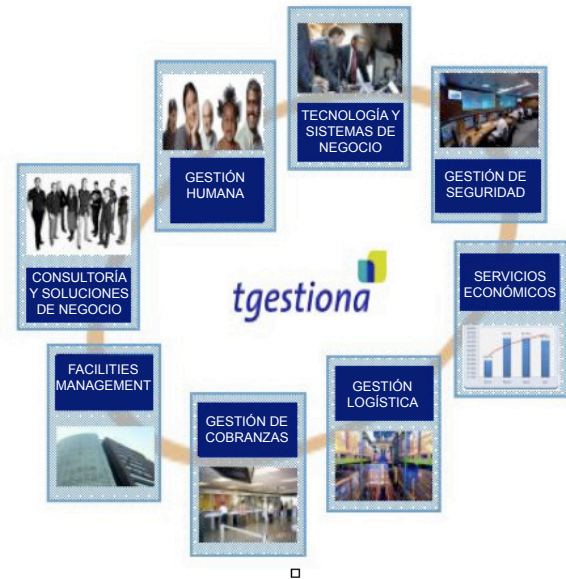 TECNOLOGÍA Y
SISTEMAS DE
NEGOCIO
GESTIÓN
HUMANA
GESTIÓN DE
SEGURIDAD
CONSULTORÍA
Y SOLUCIONES
DE NEGOCIO
tgestiona
SERVICIOS
ECONÓMICOS
FACILITIES
MANAGEMENT
GESTIÓN DE
COBRANZAS
GESTIÓN
LOGÍSTICA